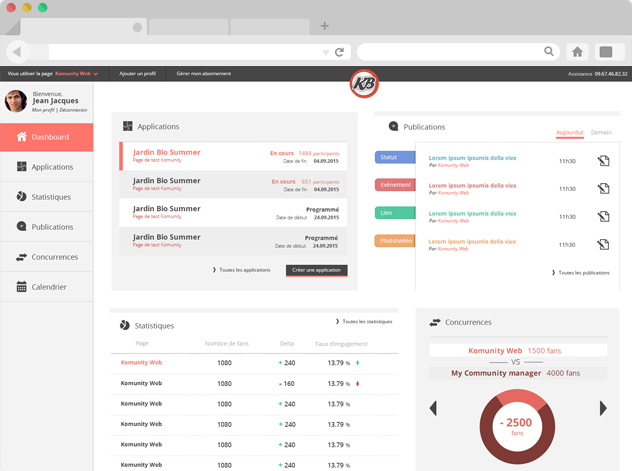 Vous utiliser la page Komunity Web
Ajouter un profil
Gérer mon abonnement
KB
Assistance 09.67.46.82.32
Bienvenue,
Jean Jacques
Mon profil | Déconnexion
Dashboard
Applications
Statistiques
Publications
Concurrences
Calendrier
Applications
Jardin Bio Summer
Page de test Komunity
En cours 1484 participants
Date de fin 04.09.2015
Jardin Bio Summer
Page de test Komunity
En cours 651 participants
Date de fin 04.09.2015
Jardin Bio Summer
Page de test Komunity
Programmé
Date de début 24.09.2015
Jardin Bio Summer
Page de test Komunity
Programmé
Date de début 24.09.2015
Toutes les applications
Créer une application
Publications
Aujourdui Demain
Statut
Lorem ipsum ipsumis della vice
Par Komunity Web
11h30
Evénement
Lorem ipsum ipsumis della vice
Par Komunity Web
11h30
Lien
Lorem ipsum ipsumis della vice
Par Komunity Web
11h30
Photo/vidéo
Lorem ipsum ipsumis della vice
Par Komunity Web
11h30
Toutes les publications
Statistiques
Toutes les statistiques
Page Nombre de fans Delta Taux d'engagement
Komunity Web 1080 + 240 13.79 %
Komunity Web 1080 - 160 13.79 %
Komunity Web 1080 + 240 13.79 %
Komunity Web 1080 + 240 13.79 %
Komunity Web 1080 + 240 13.79 %
Komunity Web 1080 + 240 13.79 %
Concurrences
Komunity Web 1500 fans
VS
My Community manager 4000 fans
- 2500
fans